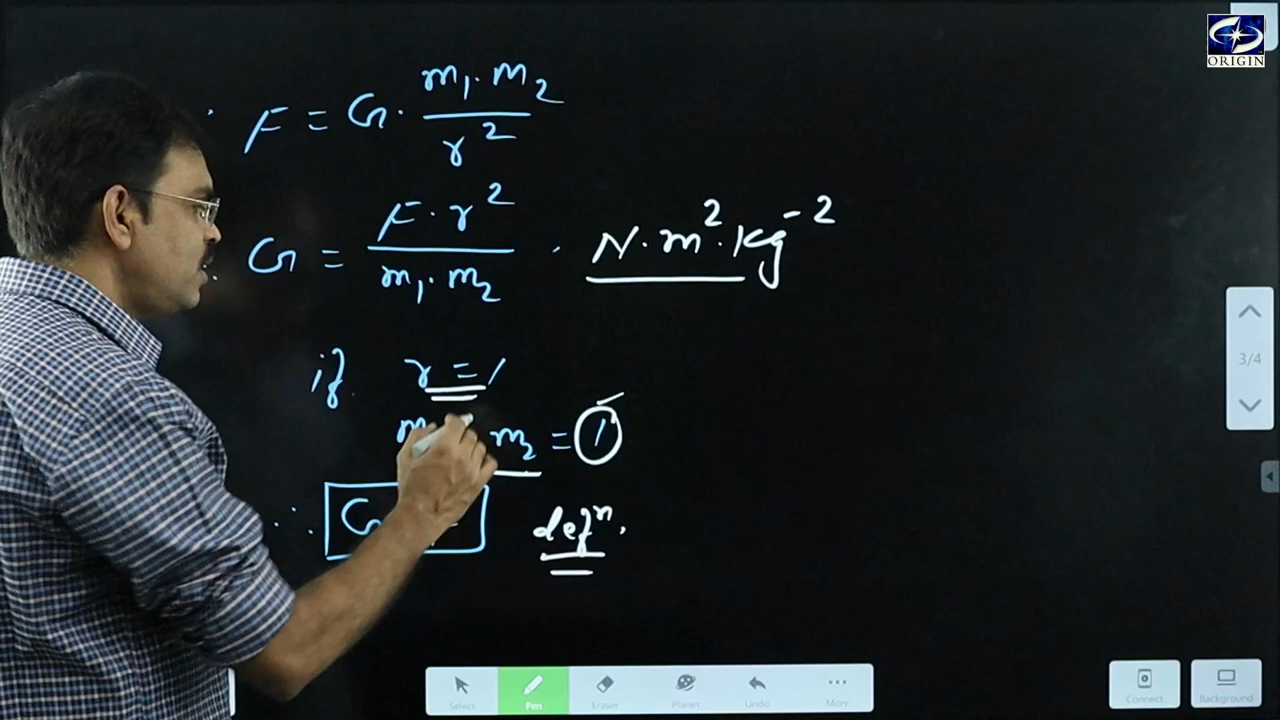 ORIGIN
∴ F = G · m₁ · m₂ / r²
∴ G = F · r² / m₁ · m₂ · N · m² · kg⁻²
if r = 1
m₂ = 1
∴ G
defⁿ.
3/4
Select Pen Eraser Planet Undo More
Connect Background